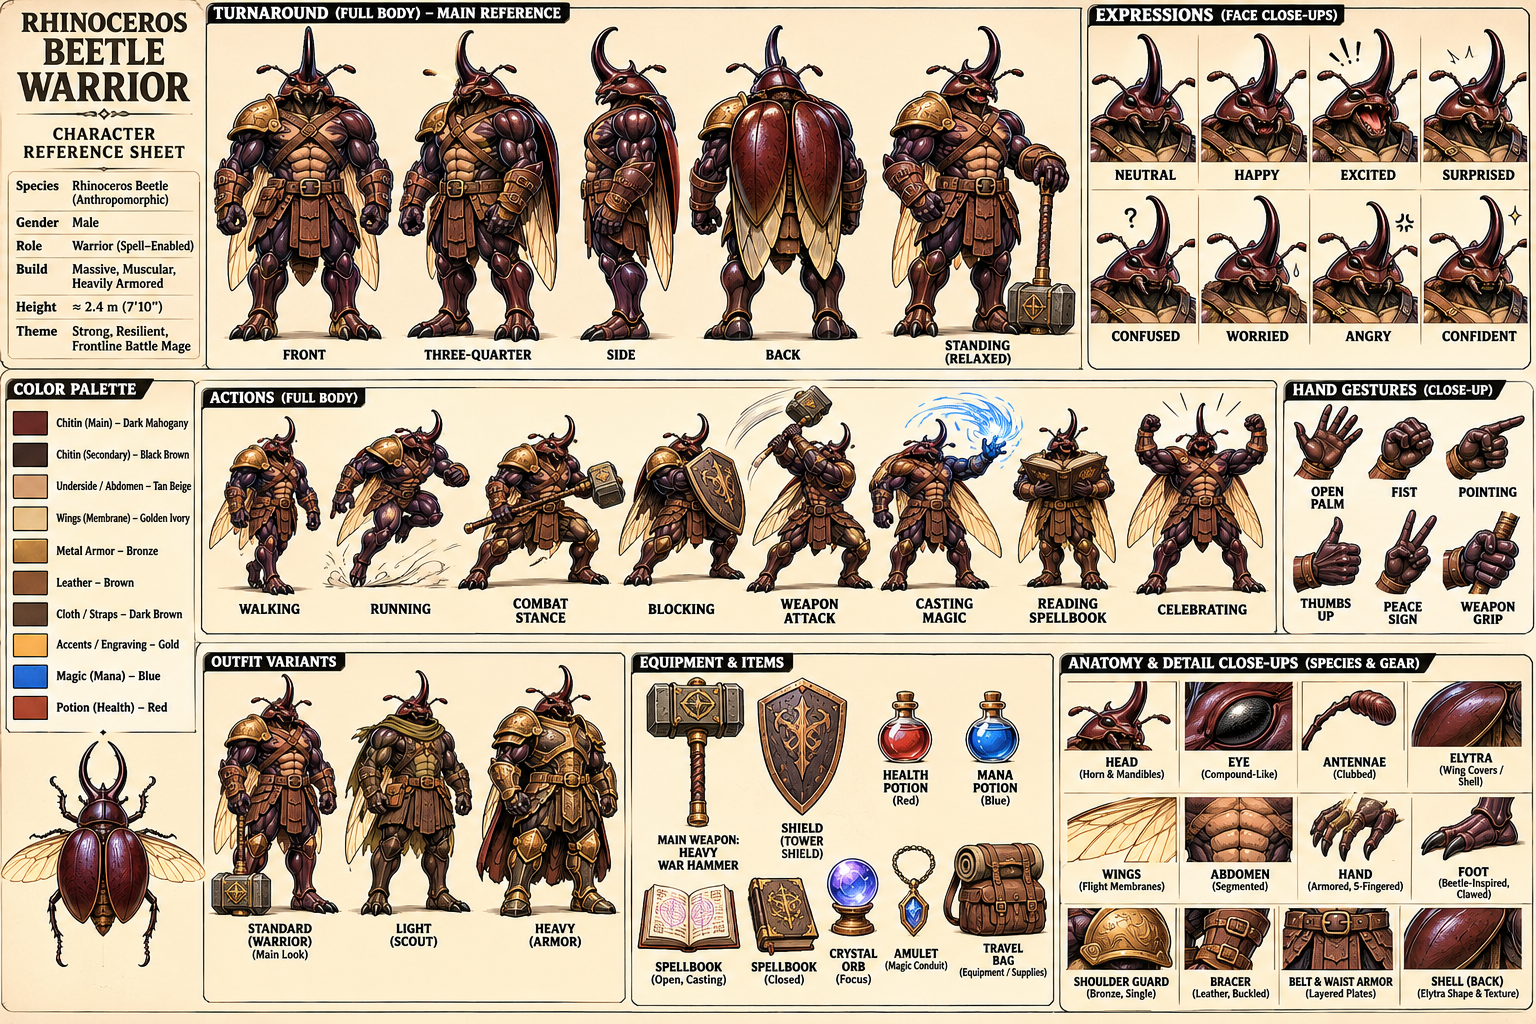 RHINOCEROS
BEETLE
WARRIOR
CHARACTER
REFERENCE SHEET
Species Rhinoceros Beetle
(Anthropomorphic)
Gender Male
Role Warrior (Spell-Enabled)
Build Massive, Muscular,
Heavily Armored
Height ≈ 2.4 m (7'10")
Theme Strong, Resilient,
Frontline Battle Mage
TURNAROUND (FULL BODY) – MAIN REFERENCE
FRONT
THREE-QUARTER
SIDE
BACK
STANDING
(RELAXED)
EXPRESSIONS (FACE CLOSE-UPS)
NEUTRAL
HAPPY
!!!
EXCITED
SURPRISED
?
CONFUSED
WORRIED
ANGRY
CONFIDENT
COLOR PALETTE
Chitin (Main) – Dark Mahogany
Chitin (Secondary) – Black Brown
Underside / Abdomen – Tan Beige
Wings (Membrane) – Golden Ivory
Metal Armor – Bronze
Leather – Brown
Cloth / Straps – Dark Brown
Accents / Engraving – Gold
Magic (Mana) – Blue
Potion (Health) – Red
ACTIONS (FULL BODY)
WALKING
RUNNING
COMBAT
STANCE
BLOCKING
WEAPON
ATTACK
CASTING
MAGIC
READING
SPELLBOOK
CELEBRATING
HAND GESTURES (CLOSE-UP)
OPEN
PALM
FIST
POINTING
THUMBS
UP
PEACE
SIGN
WEAPON
GRIP
OUTFIT VARIANTS
STANDARD
(WARRIOR)
(Main Look)
LIGHT
(SCOUT)
HEAVY
(ARMOR)
EQUIPMENT & ITEMS
MAIN WEAPON:
HEAVY
WAR HAMMER
SHIELD
(TOWER
SHIELD)
HEALTH
POTION
(Red)
MANA
POTION
(Blue)
SPELLBOOK
(Open, Casting)
SPELLBOOK
(Closed)
CRYSTAL
ORB
(Focus)
AMULET
(Magic Conduit)
TRAVEL
BAG
(Equipment / Supplies)
ANATOMY & DETAIL CLOSE-UPS (SPECIES & GEAR)
HEAD
(Horn & Mandibles)
EYE
(Compound-Like)
ANTENNAE
(Clubbed)
ELYTRA
(Wing Covers /
Shell)
WINGS
(Flight Membranes)
ABDOMEN
(Segmented)
HAND
(Armored, 5-Fingered)
FOOT
(Beetle-Inspired,
Clawed)
SHOULDER GUARD
(Bronze, Single)
BRACER
(Leather, Buckled)
BELT & WAIST ARMOR
(Layered Plates)
SHELL (BACK)
(Elytra Shape & Texture)